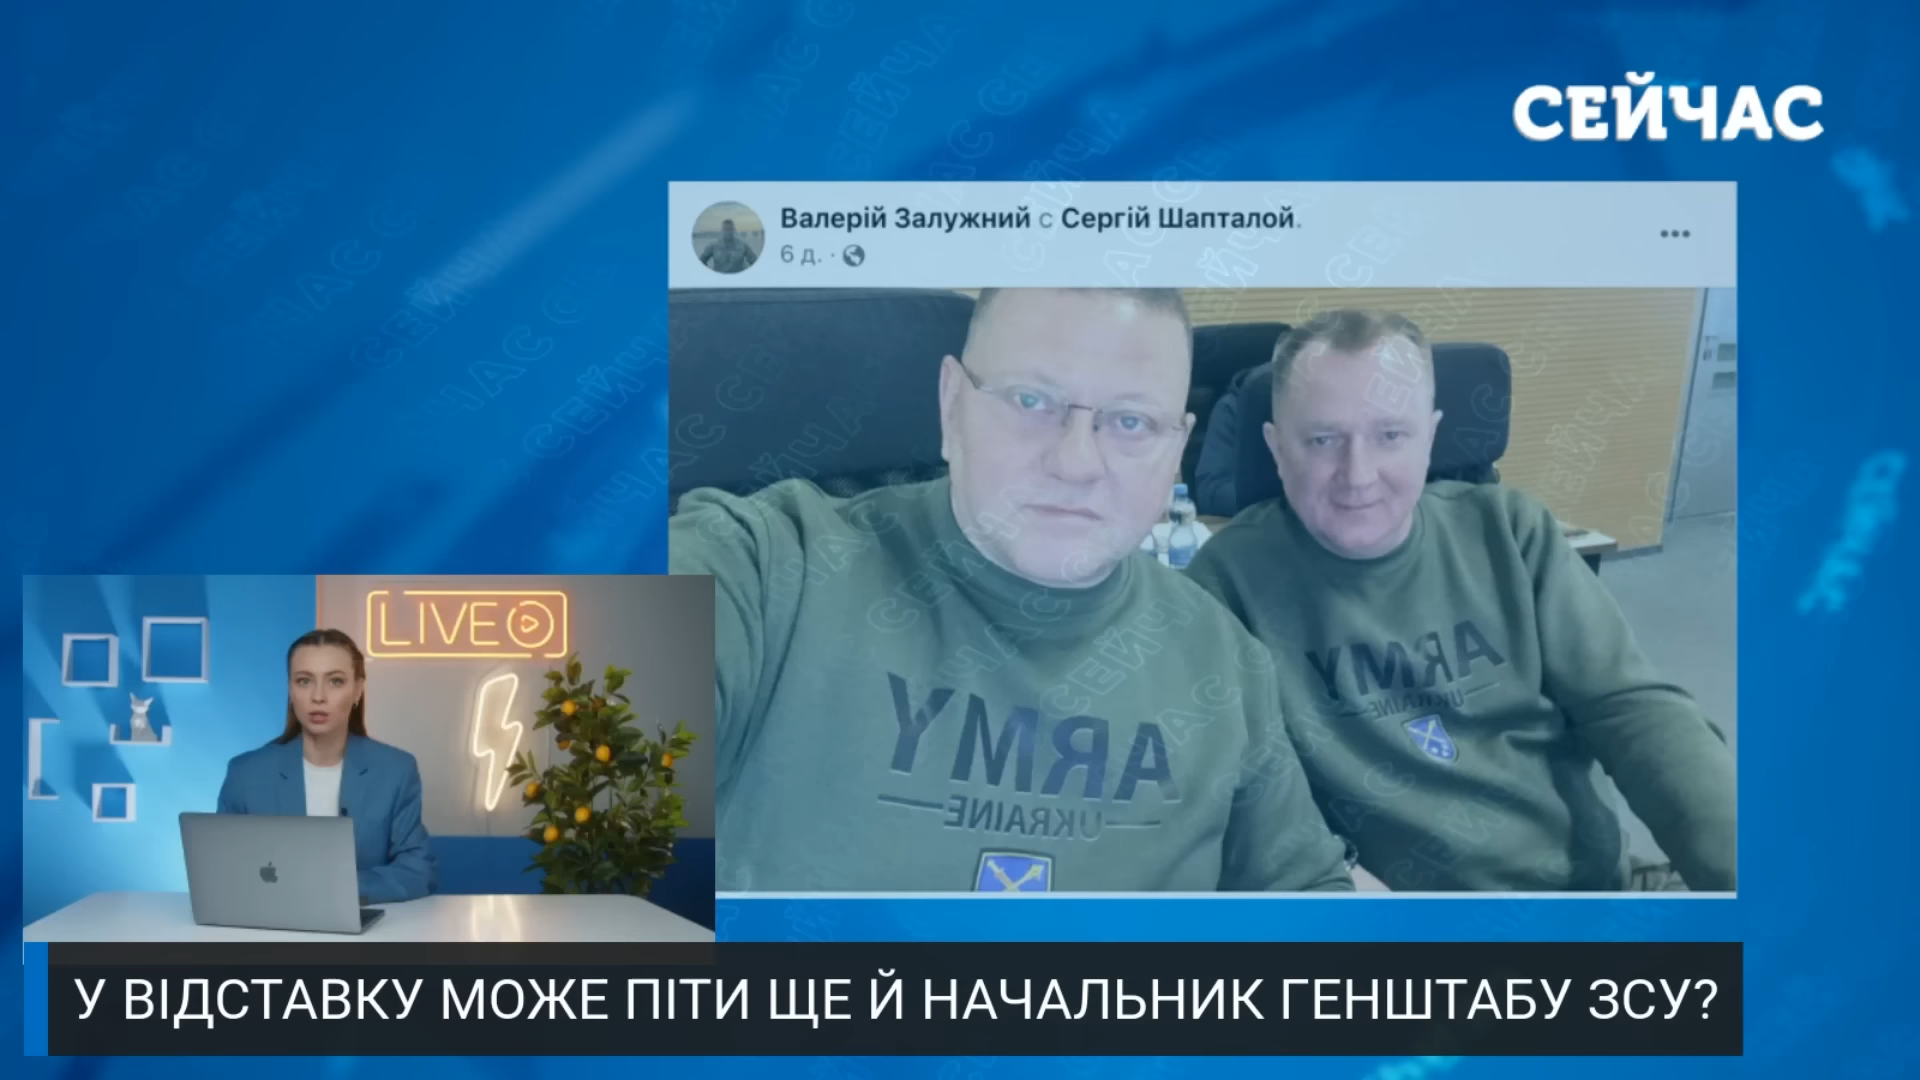 СЕЙЧАС
Валерій Залужний с Сергій Шапталой.
6 д. ·
ARMY
UKRAINE
ARMY
UKRAINE
LIVE
У ВІДСТАВКУ МОЖЕ ПІТИ ЩЕ Й НАЧАЛЬНИК ГЕНШТАБУ ЗСУ?